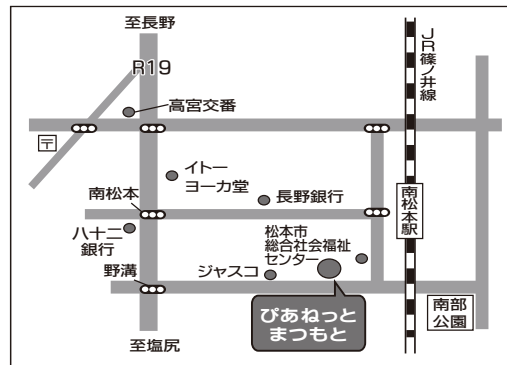 至長野
R19
JR篠ノ井線
高宮交番
〒
イトー
ヨーカ堂
南松本
長野銀行
南松本駅
八十二
銀行
松本市
総合社会福祉
センター
野溝
ジャスコ
ぴあねっと
まつもと
南部
公園
至塩尻